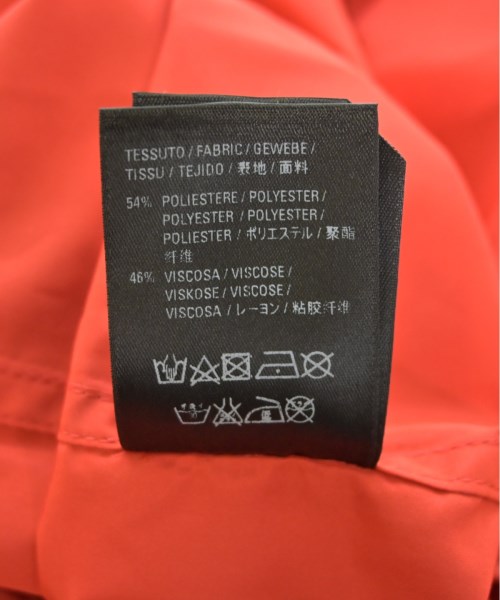 TESSUTO / FABRIC / GEWEBE /
TISSU / TEJIDO / 表地 / 面料
54% POLIESTERE / POLYESTER /
POLYESTER / POLYESTER /
POLIESTER / ポリエステル / 聚酯
纤维
46% VISCOSA / VISCOSE /
VISKOSE / VISCOSE /
VISCOSA / レーヨン / 粘胶纤维